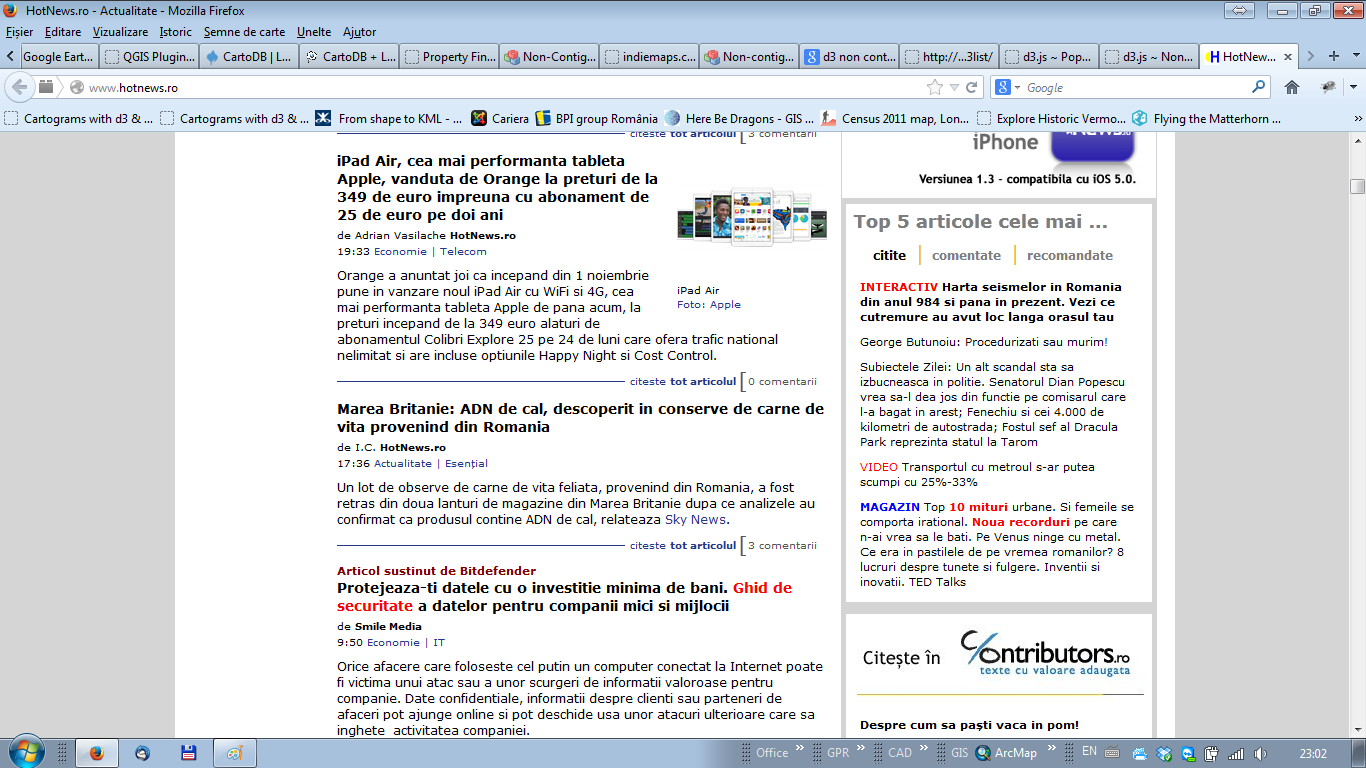 HotNews.ro - Actualitate - Mozilla Firefox
Fișier Editare Vizualizare Istoric Semne de carte Unelte Ajutor
Google Eart... QGIS Plugin... CartoDB | L... CartoDB + L... Property Fin... Non-Contig... indiemaps.c... Non-contig... d3 non cont... http://...3list/ d3.js ~ Pop... d3.js ~ Non... HotNew...
www.hotnews.ro Google
Cartograms with d3 & ... Cartograms with d3 & ... From shape to KML - ... Cariera BPI group România Here Be Dragons - GIS ... Census 2011 map, Lon... Explore Historic Vermo... Flying the Matterhorn ...
citeste tot articolul 3 comentarii
iPad Air, cea mai performanta tableta
Apple, vanduta de Orange la preturi de la
349 de euro impreuna cu abonament de
25 de euro pe doi ani
de Adrian Vasilache HotNews.ro
19:33 Economie | Telecom
Orange a anuntat joi ca incepand din 1 noiembrie
pune in vanzare noul iPad Air cu WiFi si 4G, cea
mai performanta tableta Apple de pana acum, la
preturi incepand de la 349 euro alaturi de
abonamentul Colibri Explore 25 pe 24 de luni care ofera trafic national
nelimitat si are incluse optiunile Happy Night si Cost Control.
iPad Air
Foto: Apple
citeste tot articolul 0 comentarii
Marea Britanie: ADN de cal, descoperit in conserve de carne de
vita provenind din Romania
de I.C. HotNews.ro
17:36 Actualitate | Esenţial
Un lot de observe de carne de vita feliata, provenind din Romania, a fost
retras din doua lanturi de magazine din Marea Britanie dupa ce analizele au
confirmat ca produsul contine ADN de cal, relateaza Sky News.
citeste tot articolul 3 comentarii
Articol sustinut de Bitdefender
Protejeaza-ti datele cu o investitie minima de bani. Ghid de
securitate a datelor pentru companii mici si mijlocii
de Smile Media
9:50 Economie | IT
Orice afacere care foloseste cel putin un computer conectat la Internet poate
fi victima unui atac sau a unor scurgeri de informatii valoroase pentru
companie. Date confidentiale, informatii despre clienti sau parteneri de
afaceri pot ajunge online si pot deschide usa unor atacuri ulterioare care sa
inghete activitatea companiei.
iPhone
Versiunea 1.3 - compatibila cu iOS 5.0.
Top 5 articole cele mai ...
citite comentate recomandate
INTERACTIV Harta seismelor in Romania
din anul 984 si pana in prezent. Vezi ce
cutremure au avut loc langa orasul tau
George Butunoiu: Procedurizati sau murim!
Subiectele Zilei: Un alt scandal sta sa
izbucneasca in politie. Senatorul Dian Popescu
vrea sa-l dea jos din functie pe comisarul care
l-a bagat in arest; Fenechiu si cei 4.000 de
kilometri de autostrada; Fostul sef al Dracula
Park reprezinta statul la Tarom
VIDEO Transportul cu metroul s-ar putea
scumpi cu 25%-33%
MAGAZIN Top 10 mituri urbane. Si femeile se
comporta irational. Noua recorduri pe care
n-ai vrea sa le bati. Pe Venus ninge cu metal.
Ce era in pastilele de pe vremea romanilor? 8
lucruri despre tunete si fulgere. Inventii si
inovatii. TED Talks
Citește în Contributors.ro
texte cu valoare adaugata
Despre cum sa paşti vaca in pom!
Office GPR CAD GIS ArcMap EN 23:02